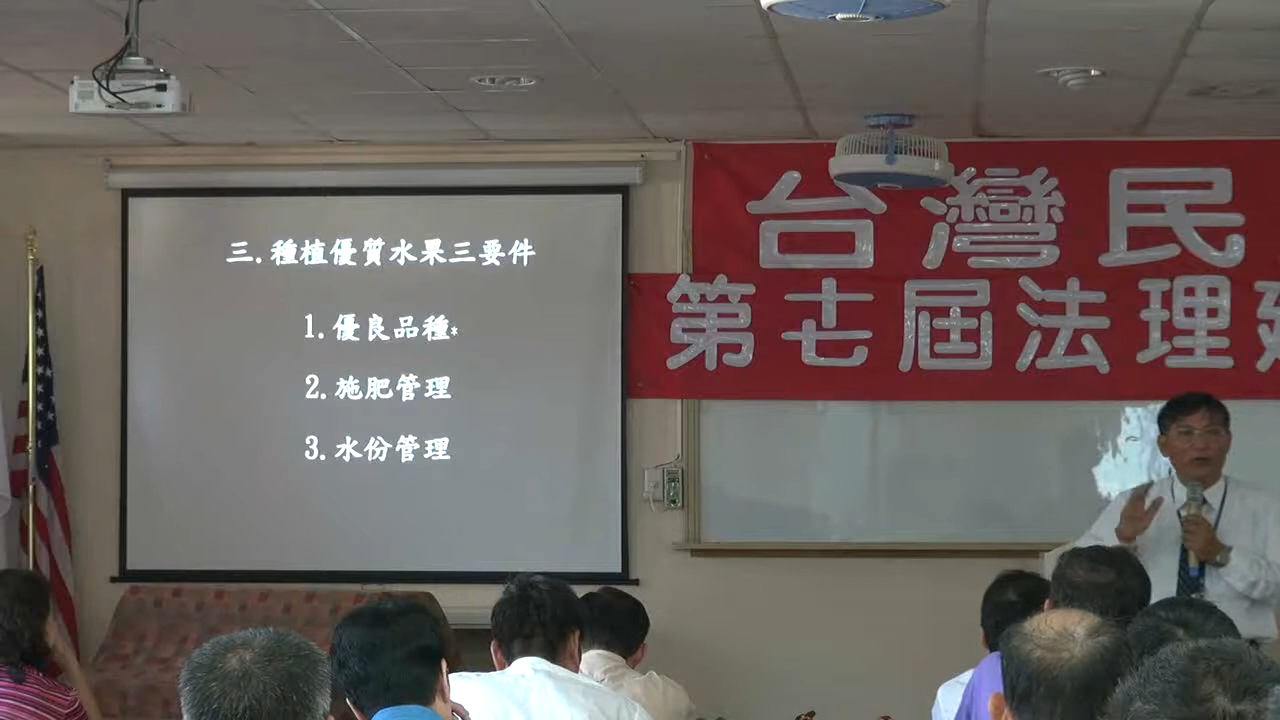 三.種植優質水果三要件
1.優良品種*
2.施肥管理
3.水份管理
台灣民
第七屆法理